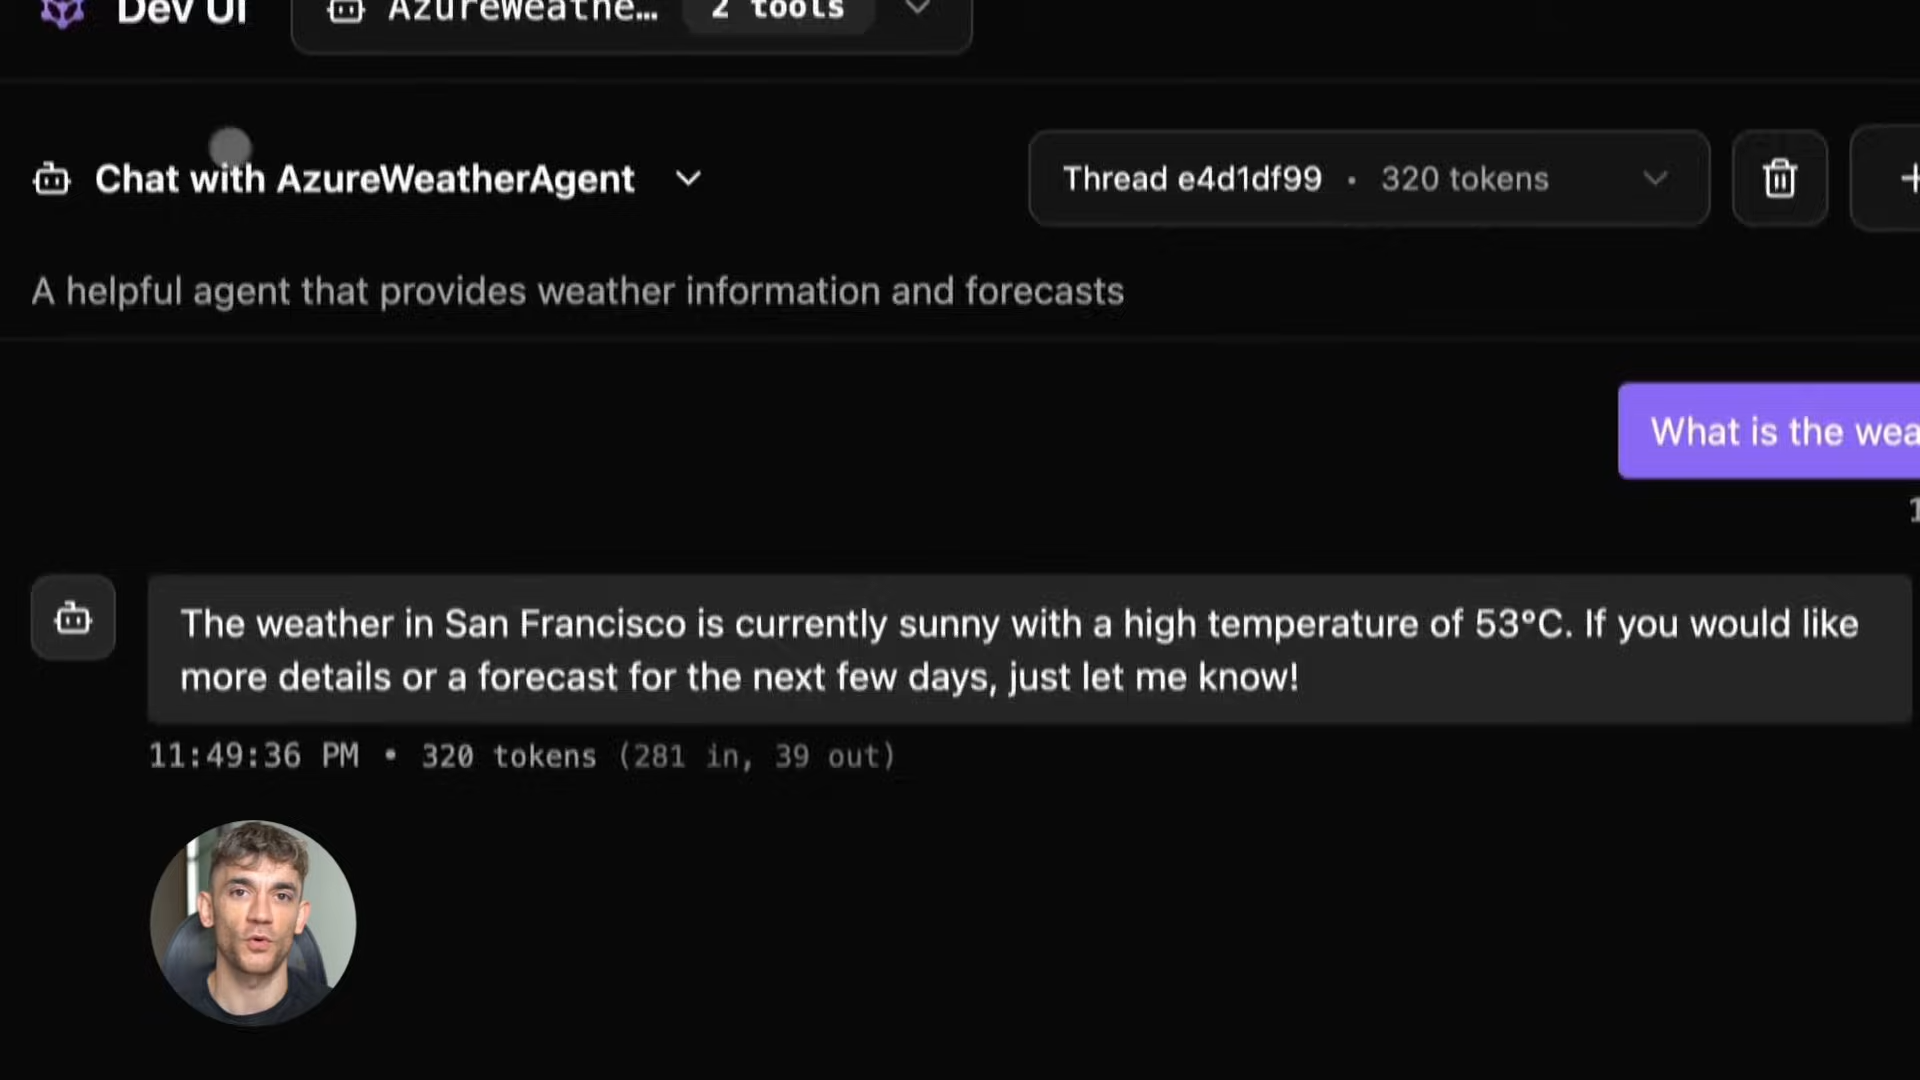 Dev UI
AzureWeathe...
2 tools
Chat with AzureWeatherAgent
Thread e4d1df99 • 320 tokens
A helpful agent that provides weather information and forecasts
What is the wea
The weather in San Francisco is currently sunny with a high temperature of 53°C. If you would like
more details or a forecast for the next few days, just let me know!
11:49:36 PM • 320 tokens (281 in, 39 out)